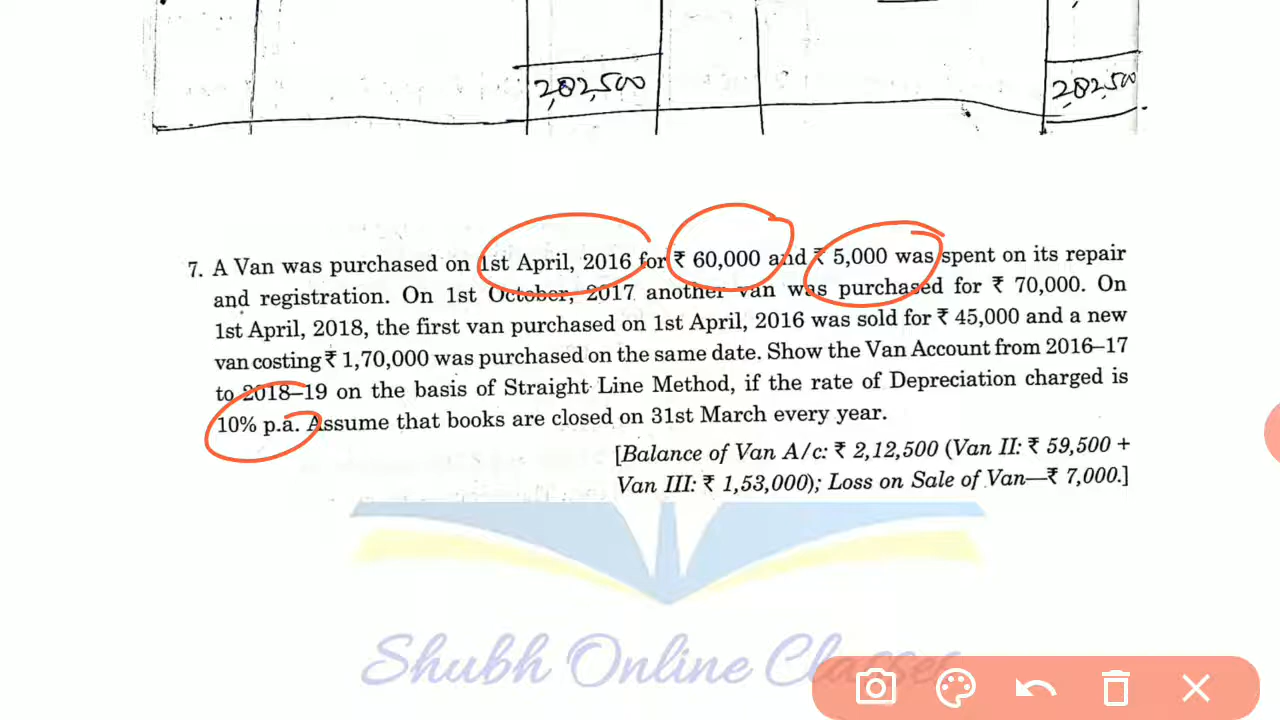 2,82,500
2,82,500
7. A Van was purchased on 1st April, 2016 for ₹ 60,000 and ₹ 5,000 was spent on its repair
and registration. On 1st October, 2017 another van was purchased for ₹ 70,000. On
1st April, 2018, the first van purchased on 1st April, 2016 was sold for ₹ 45,000 and a new
van costing ₹ 1,70,000 was purchased on the same date. Show the Van Account from 2016–17
to 2018–19 on the basis of Straight Line Method, if the rate of Depreciation charged is
10% p.a. Assume that books are closed on 31st March every year.
[Balance of Van A/c: ₹ 2,12,500 (Van II: ₹ 59,500 +
Van III: ₹ 1,53,000); Loss on Sale of Van—₹ 7,000.]
Shubh Online Classes